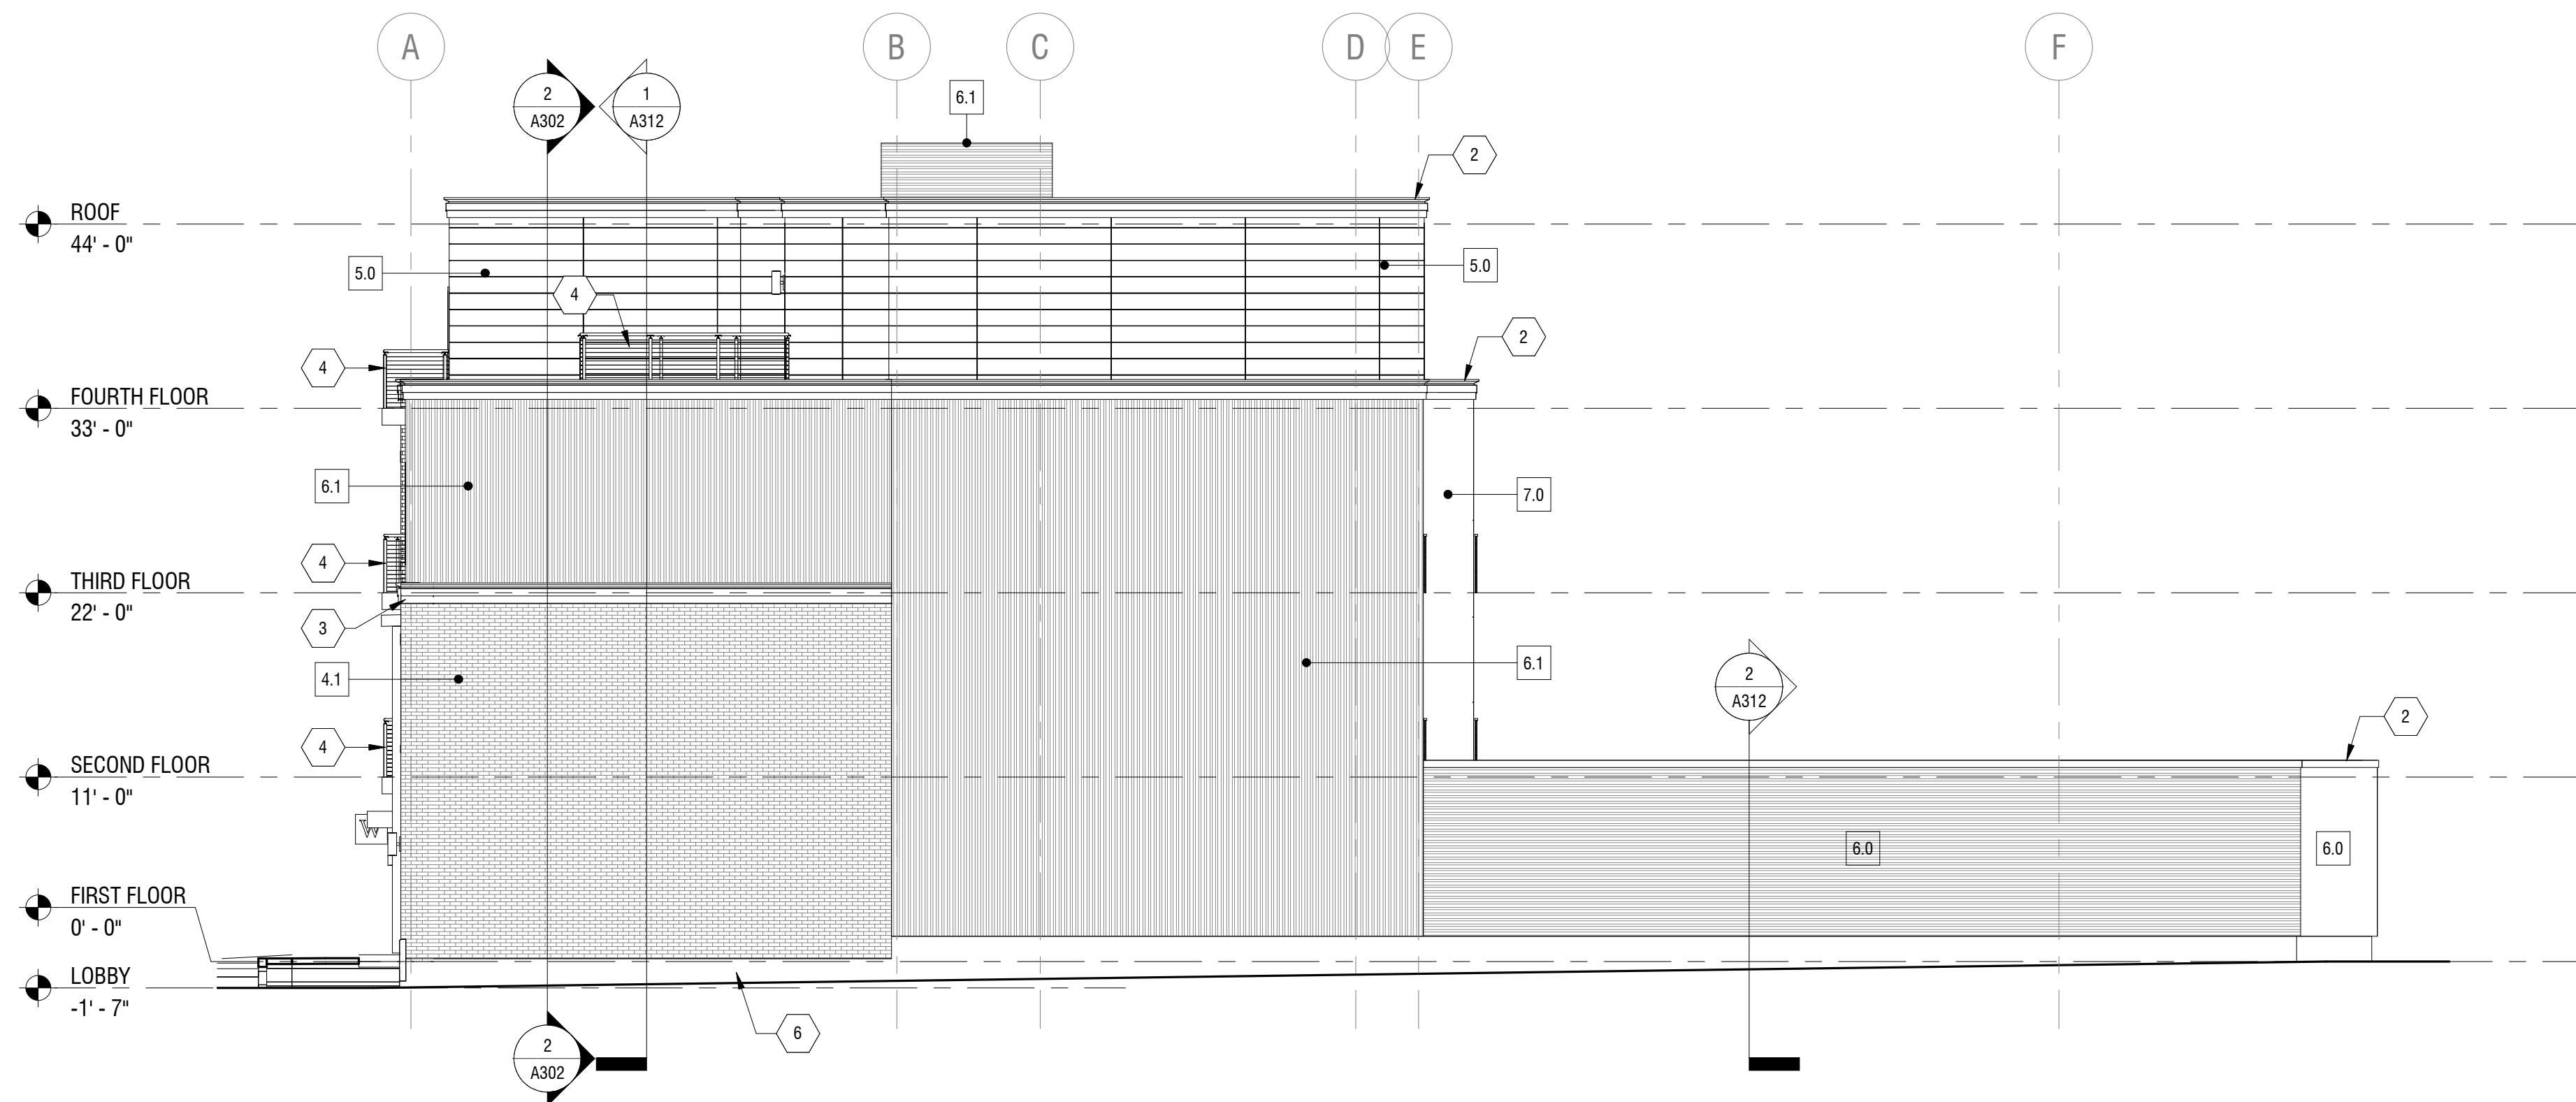 A
B
C
D
E
F
2
A302
1
A312
6.1
2
ROOF
44' - 0"
5.0
4
5.0
2
4
FOURTH FLOOR
33' - 0"
6.1
7.0
4
THIRD FLOOR
22' - 0"
3
4.1
6.1
2
A312
2
4
SECOND FLOOR
11' - 0"
W
6.0
6.0
FIRST FLOOR
0' - 0"
LOBBY
-1' - 7"
6
2
A302